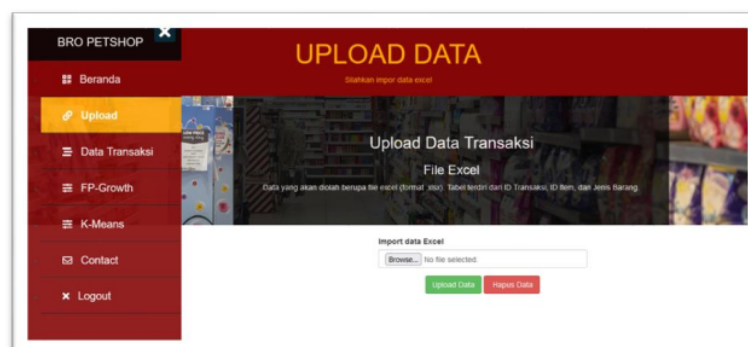 BRO PETSHOP
Beranda
Upload
Data Transaksi
FP-Growth
K-Means
Contact
Logout
UPLOAD DATA
Silahkan impor data excel
Upload Data Transaksi
File Excel
Data yang akan diolah berupa file excel (format .xlsx). Tabel terdiri dari ID Transaksi, ID Item, dan Jenis Barang.
Import data Excel
Browse... No file selected.
Upload Data Hapus Data